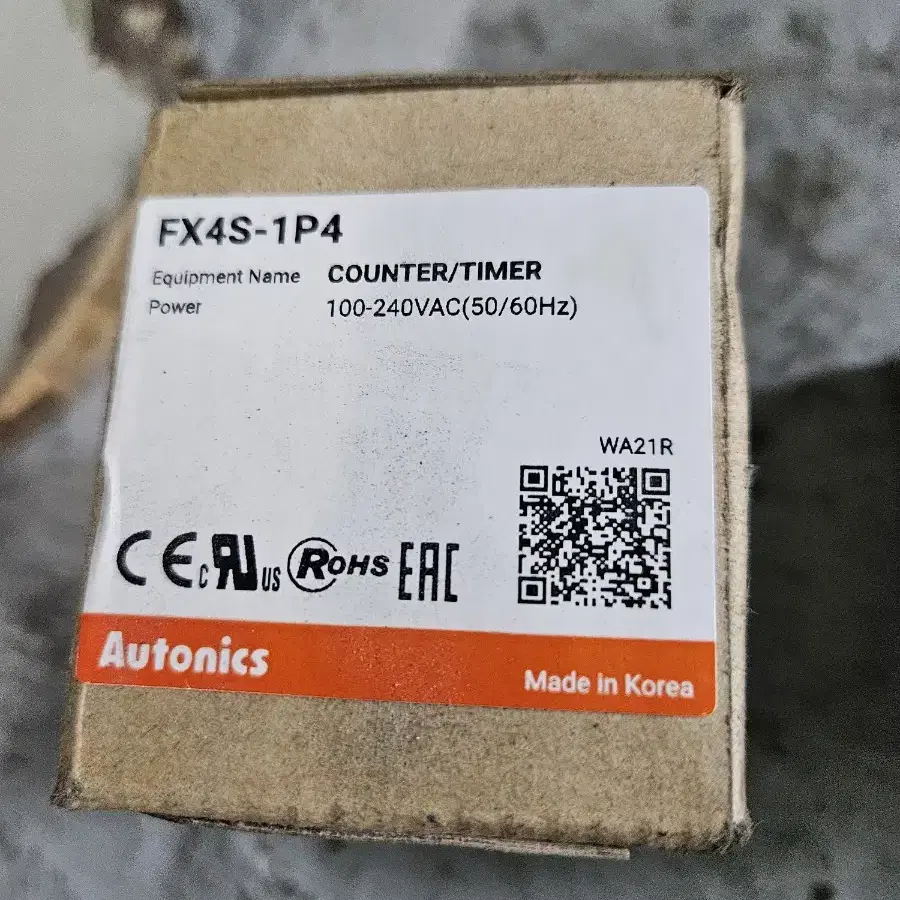 FX4S-1P4
Equipment Name COUNTER/TIMER
Power 100-240VAC(50/60Hz)
WA21R
CE c RU us RoHS EAC
Autonics
Made in Korea